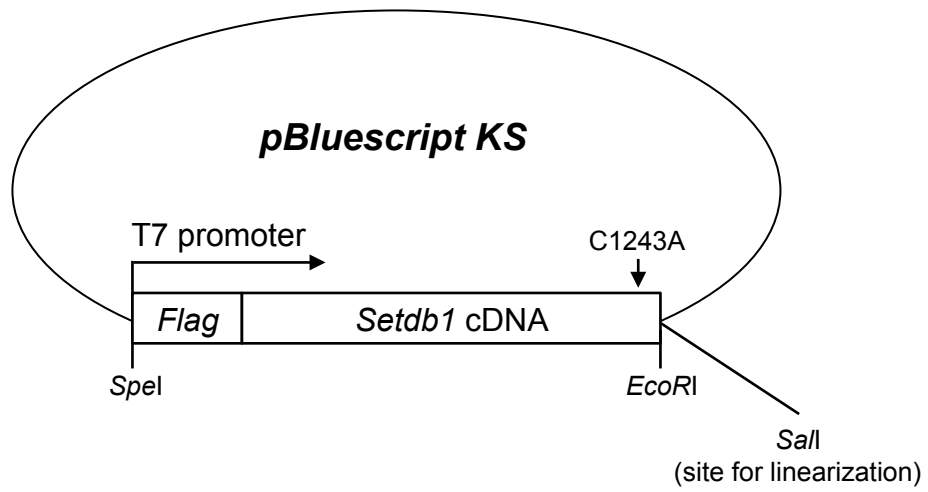 pBluescript KS
T7 promoter
C1243A
Flag
Setdb1 cDNA
SpeI
EcoRI
SalI
(site for linearization)